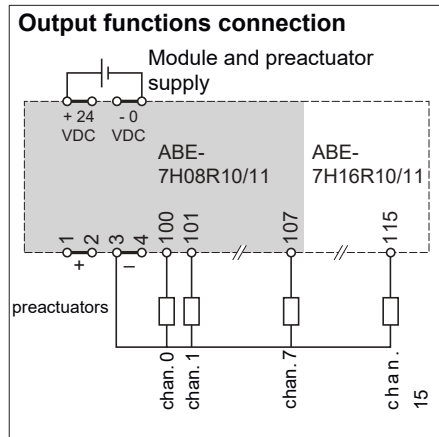 Output functions connection
Module and preactuator
supply
+ 24
VDC
- 0
VDC
ABE-
7H08R10/11
ABE-
7H16R10/11
1
2
3
4
100
101
107
115
+
–
preactuators
chan. 0
chan. 1
chan. 7
chan.
15